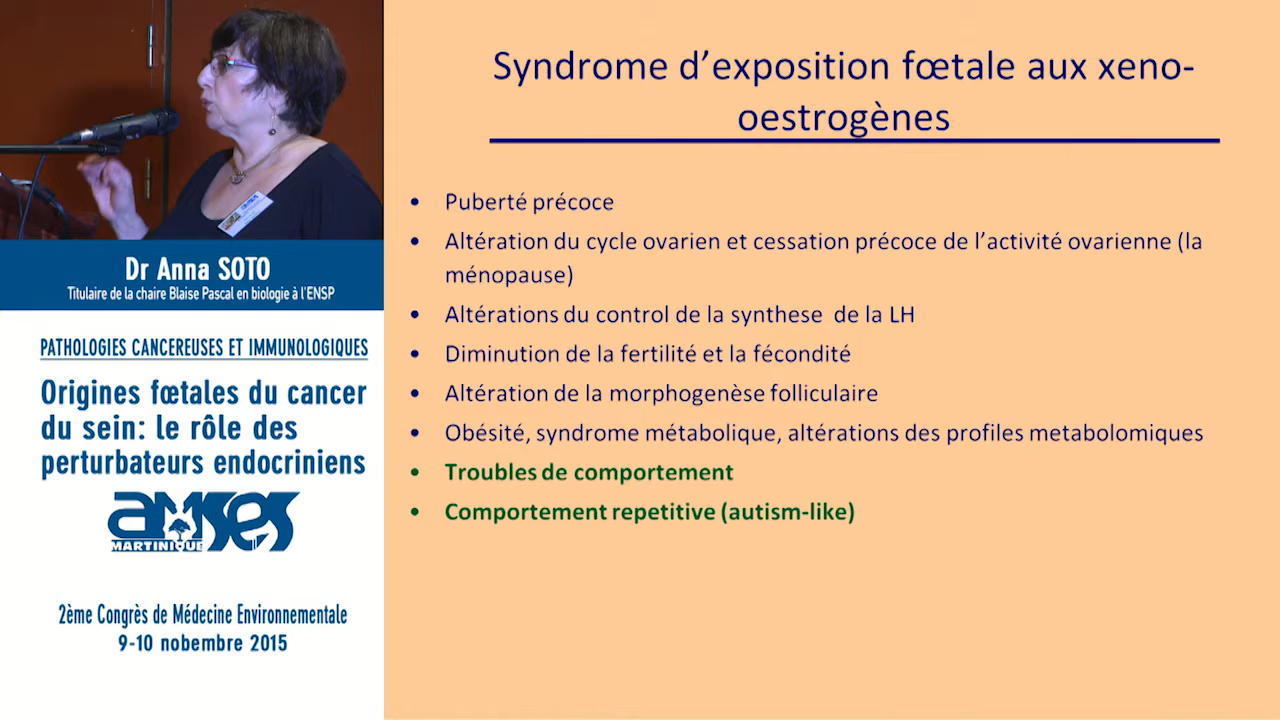 Dr Anna SOTO
Titulaire de la chaire Blaise Pascal en biologie à l'ENSP
PATHOLOGIES CANCEREUSES ET IMMUNOLOGIQUES
Origines fœtales du cancer
du sein: le rôle des
perturbateurs endocriniens
amses
MARTINIQUE
2ème Congrès de Médecine Environnementale
9-10 nobembre 2015
Syndrome d’exposition fœtale aux xeno-
oestrogènes
• Puberté précoce
• Altération du cycle ovarien et cessation précoce de l’activité ovarienne (la
ménopause)
• Altérations du control de la synthese de la LH
• Diminution de la fertilité et la fécondité
• Altération de la morphogenèse folliculaire
• Obésité, syndrome métabolique, altérations des profiles metabolomiques
• Troubles de comportement
• Comportement repetitive (autism-like)